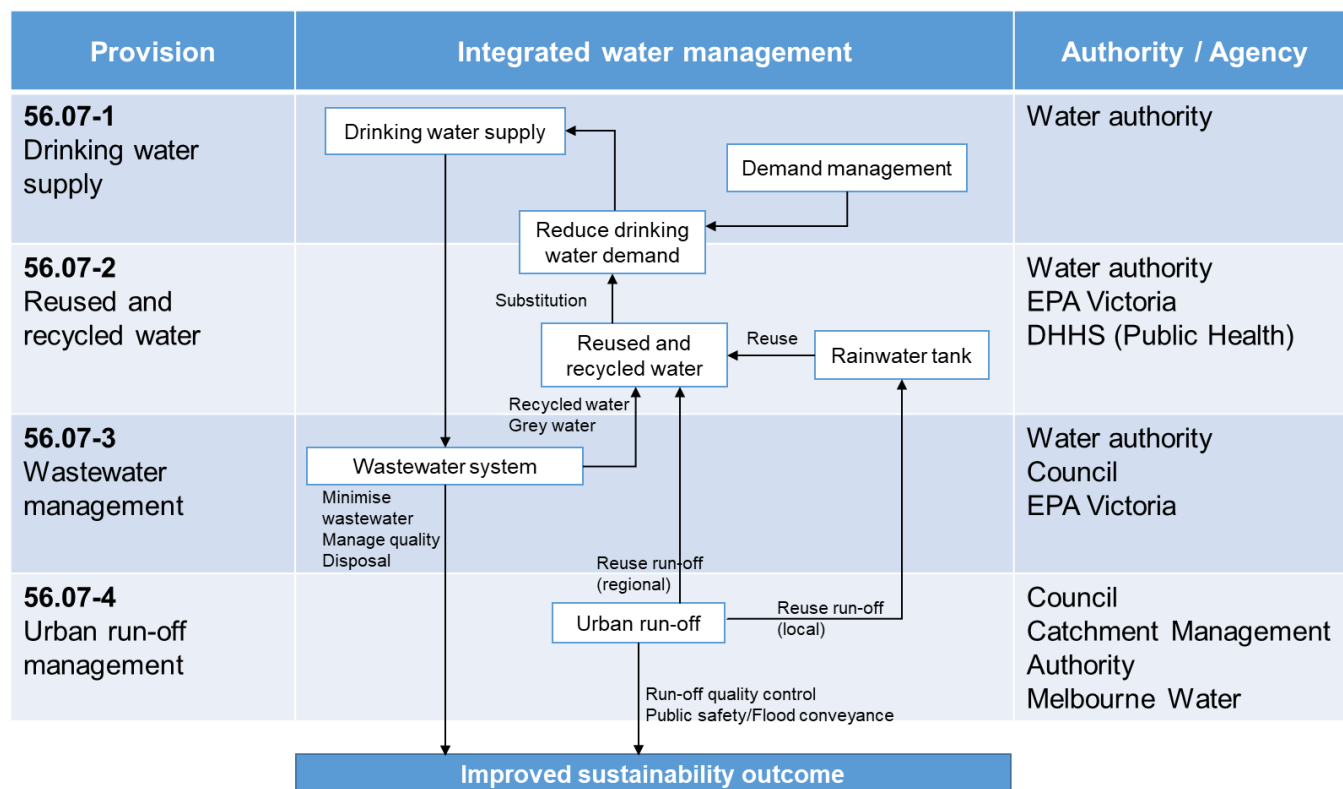 Provision
Integrated water management
Authority / Agency
56.07-1
Drinking water
supply
Drinking water supply
Demand management
Reduce drinking
water demand
Water authority
56.07-2
Reused and
recycled water
Substitution
Reused and
recycled water
Reuse
Rainwater tank
Recycled water
Grey water
Water authority
EPA Victoria
DHHS (Public Health)
56.07-3
Wastewater
management
Wastewater system
Minimise
wastewater
Manage quality
Disposal
Reuse run-off
(regional)
Water authority
Council
EPA Victoria
56.07-4
Urban run-off
management
Urban run-off
Reuse run-off
(local)
Run-off quality control
Public safety/Flood conveyance
Council
Catchment Management
Authority
Melbourne Water
Improved sustainability outcome